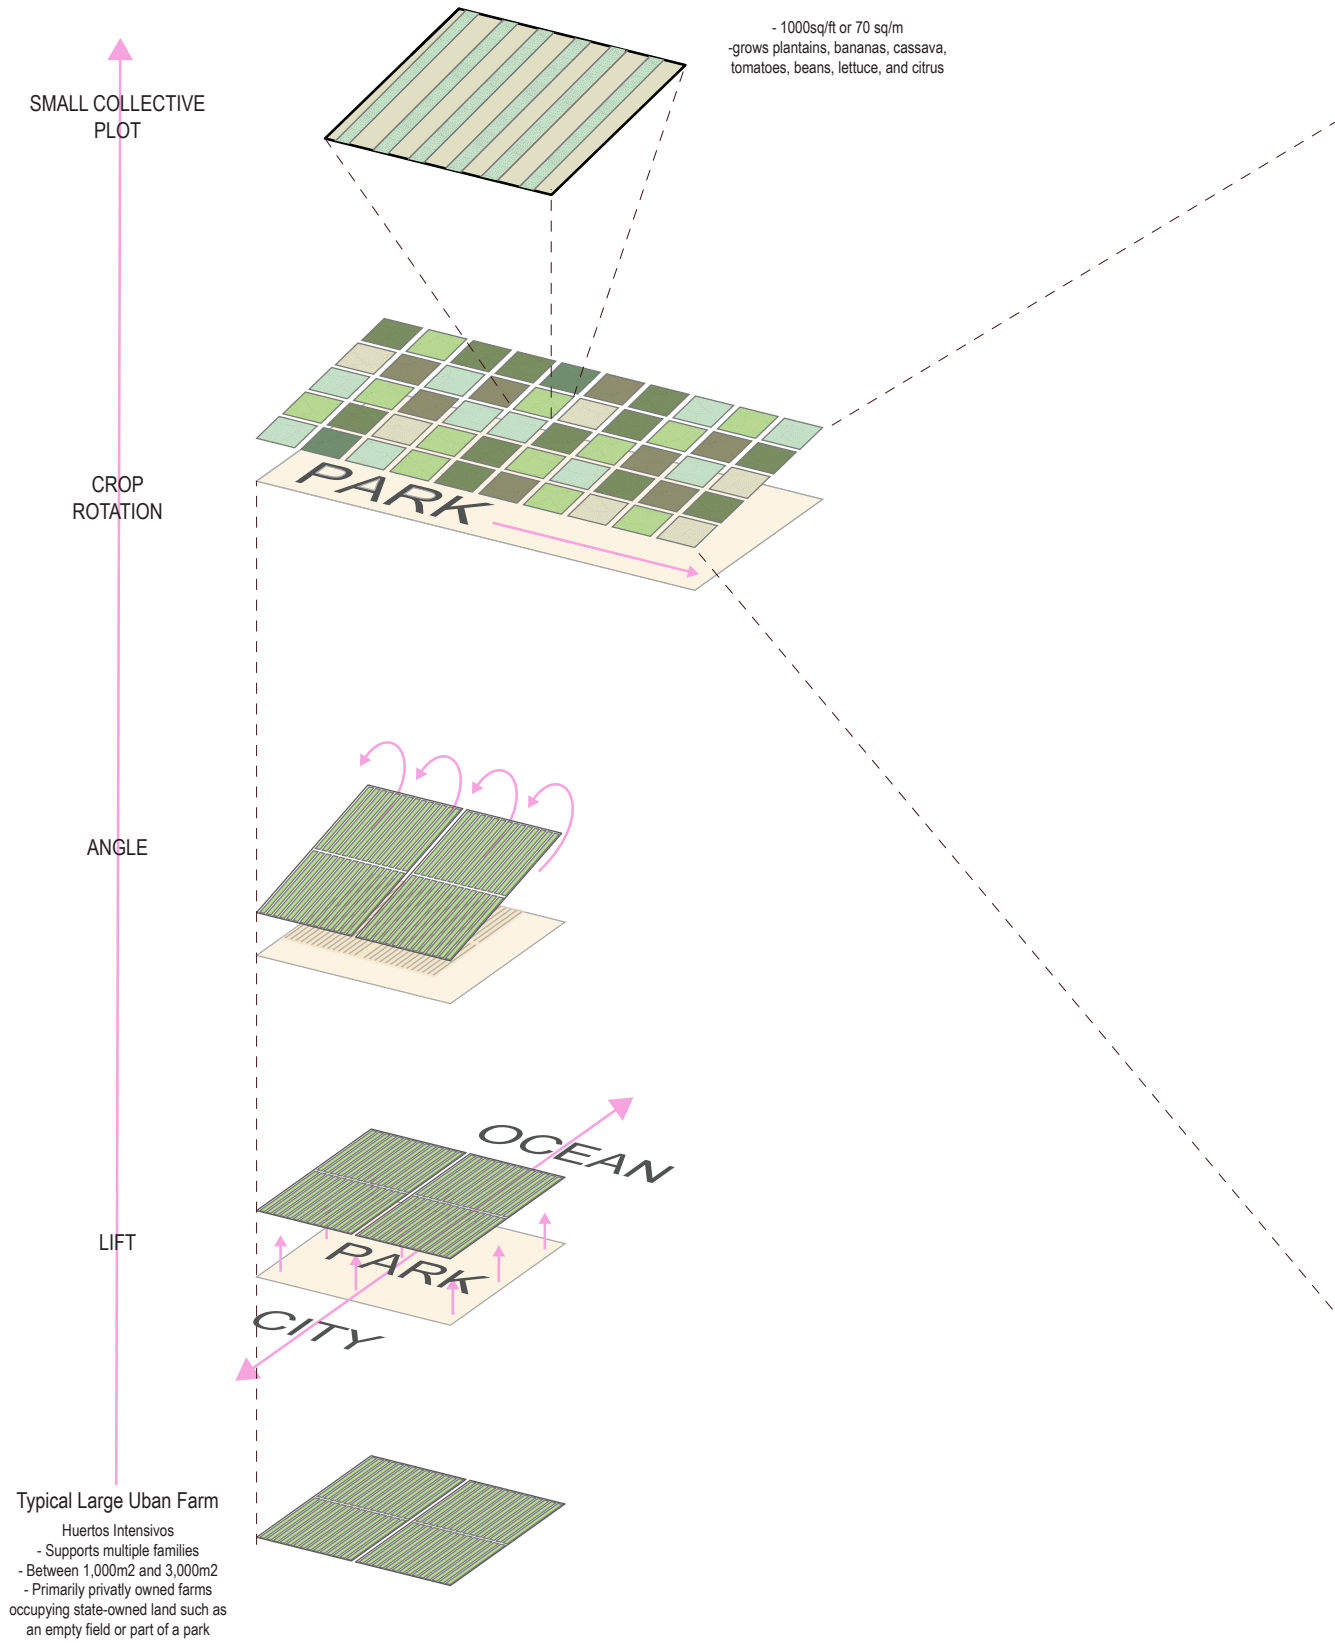 - 1000sq/ft or 70 sq/m
-grows plantains, bananas, cassava,
tomatoes, beans, lettuce, and citrus
SMALL COLLECTIVE
PLOT
CROP
ROTATION
PARK
ANGLE
OCEAN
LIFT
PARK
CITY
Typical Large Uban Farm
Huertos Intensivos
- Supports multiple families
- Between 1,000m2 and 3,000m2
- Primarily privatly owned farms
occupying state-owned land such as
an empty field or part of a park